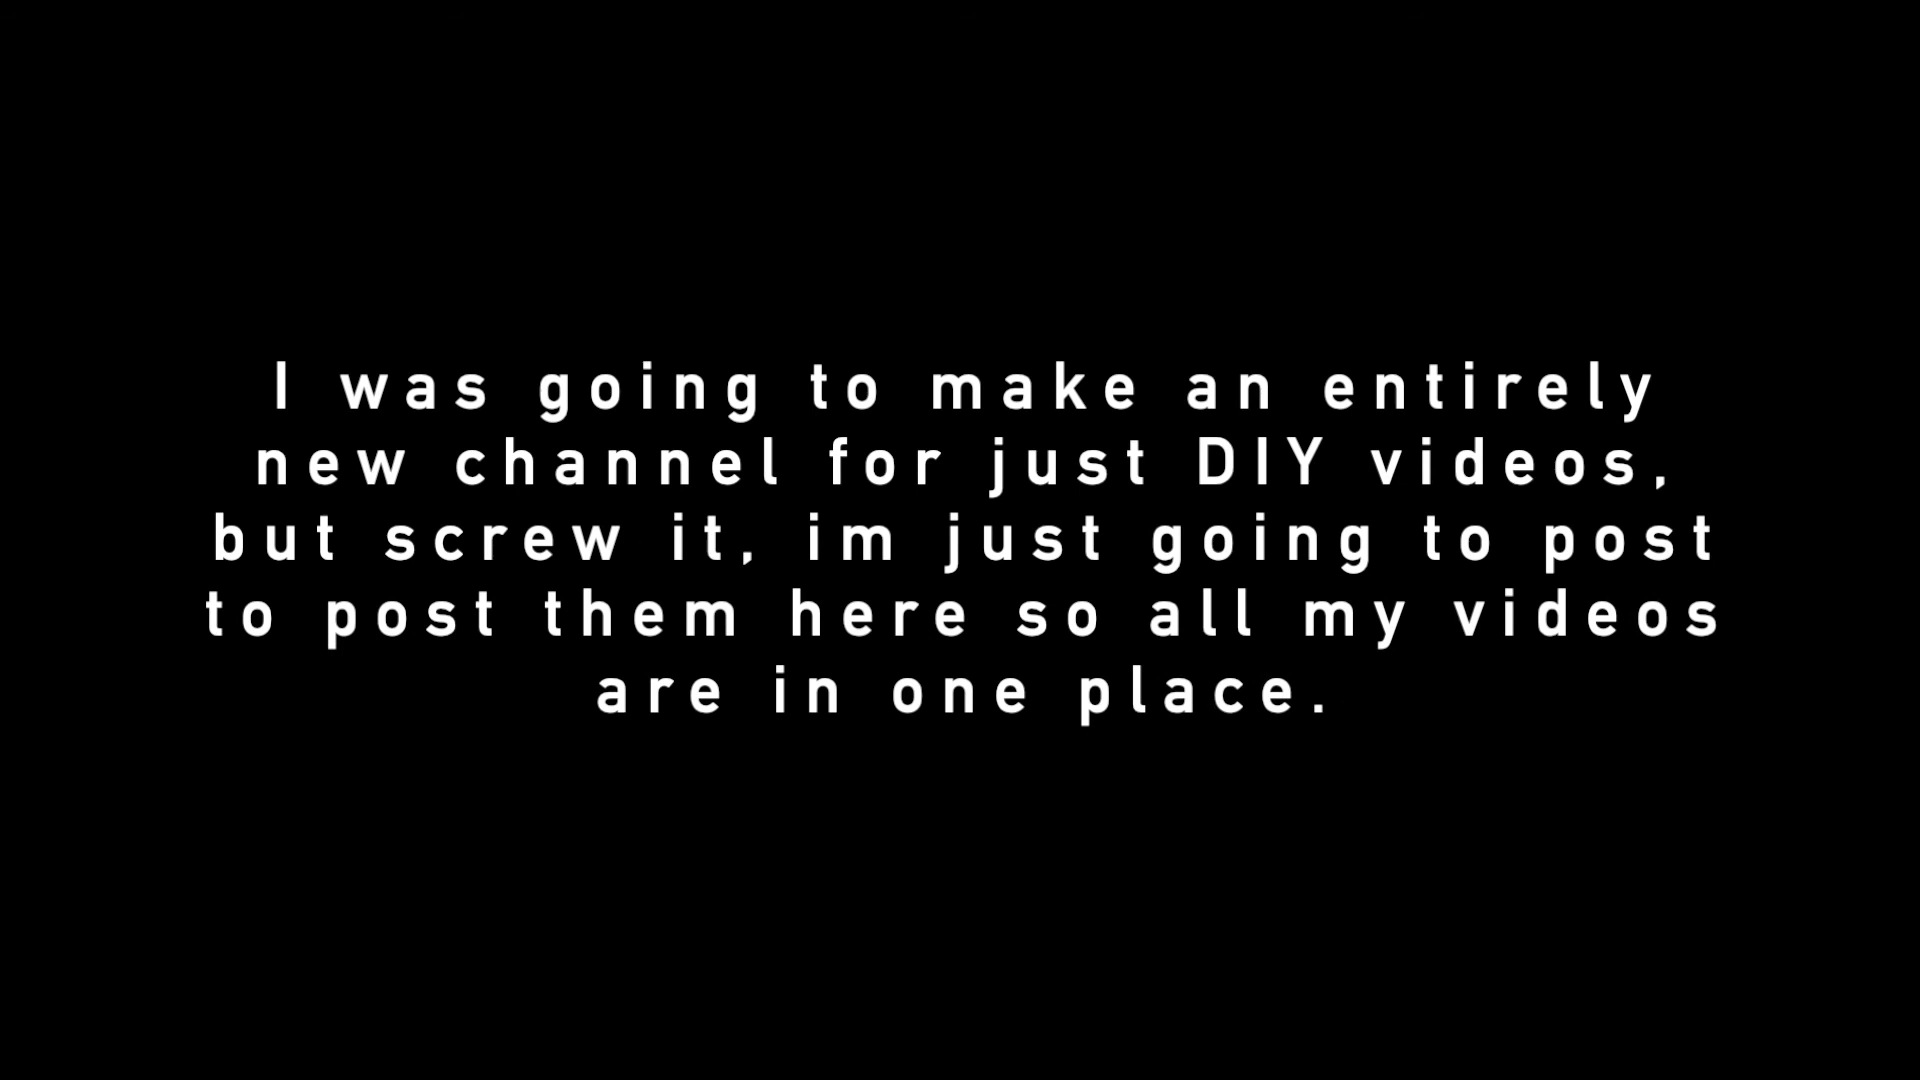 I was going to make an entirely
new channel for just DIY videos,
but screw it, im just going to post
to post them here so all my videos
are in one place.